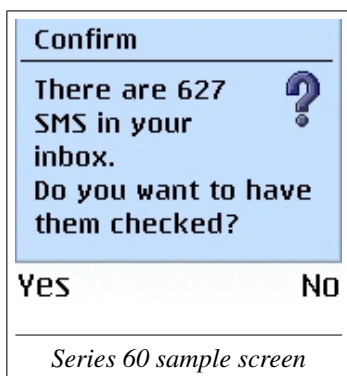 Confirm
There are 627
SMS in your
inbox.
Do you want to have
them checked?
Yes No
Series 60 sample screen